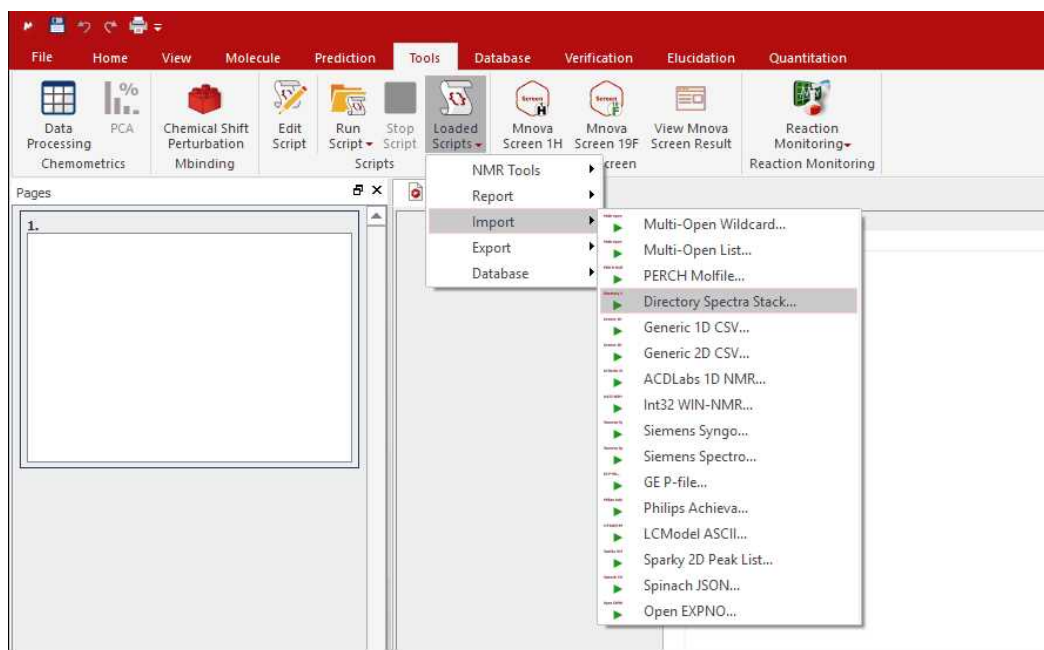 File Home View Molecule Prediction Tools Database Verification Elucidation Quantitation
Data Processing
PCA
Chemometrics
Chemical Shift Perturbation
Mbinding
Edit Script
Run Script
Stop Script
Loaded Scripts
Scripts
Mnova Screen 1H
Mnova Screen 19F
View Mnova Screen Result
creen
Reaction Monitoring
Reaction Monitoring
Pages
1.
NMR Tools
Report
Import
Export
Database
Multi-Open Wildcard...
Multi-Open List...
PERCH Molfile...
Directory Spectra Stack...
Generic 1D CSV...
Generic 2D CSV...
ACDLabs 1D NMR...
Int32 WIN-NMR...
Siemens Syngo...
Siemens Spectro...
GE P-file...
Philips Achieva...
LCModel ASCII...
Sparky 2D Peak List...
Spinach JSON...
Open EXPNO...